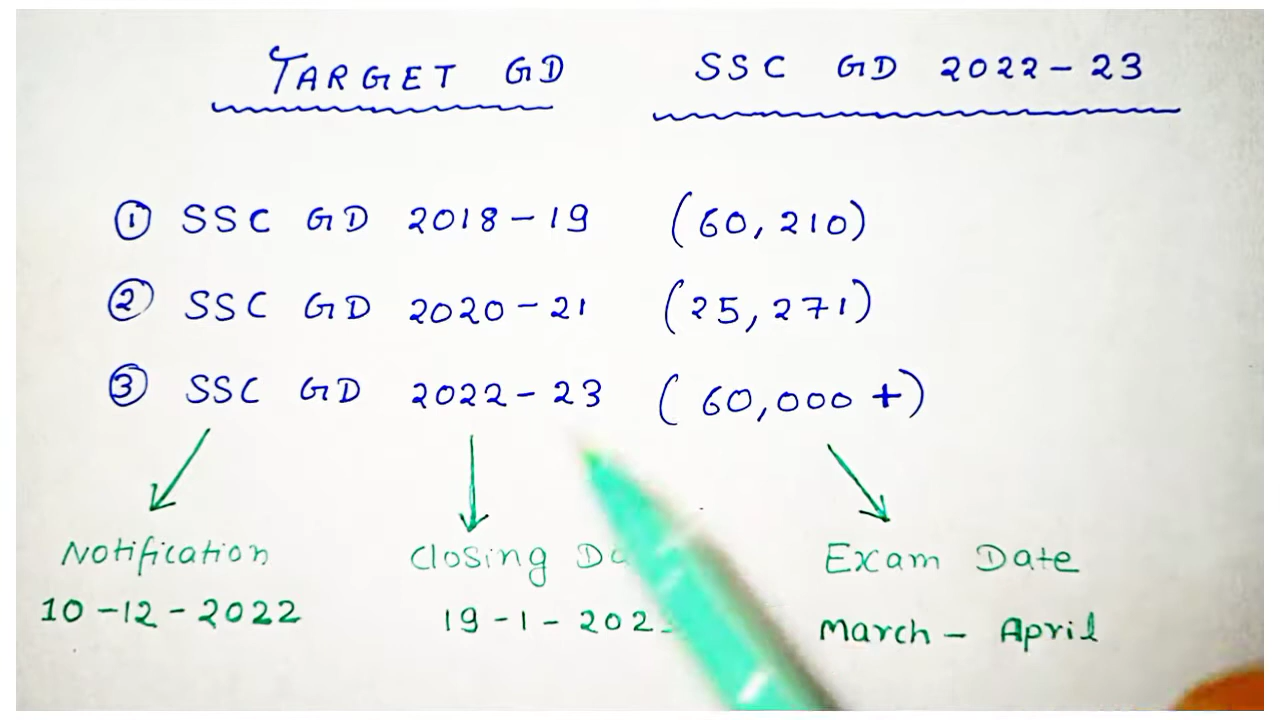 TARGET GD SSC GD 2022-23
① SSC GD 2018-19 (60,210)
② SSC GD 2020-21 (25,271)
③ SSC GD 2022-23 (60,000+)
Notification Closing Exam Date
10-12-2022 19-1- March - April